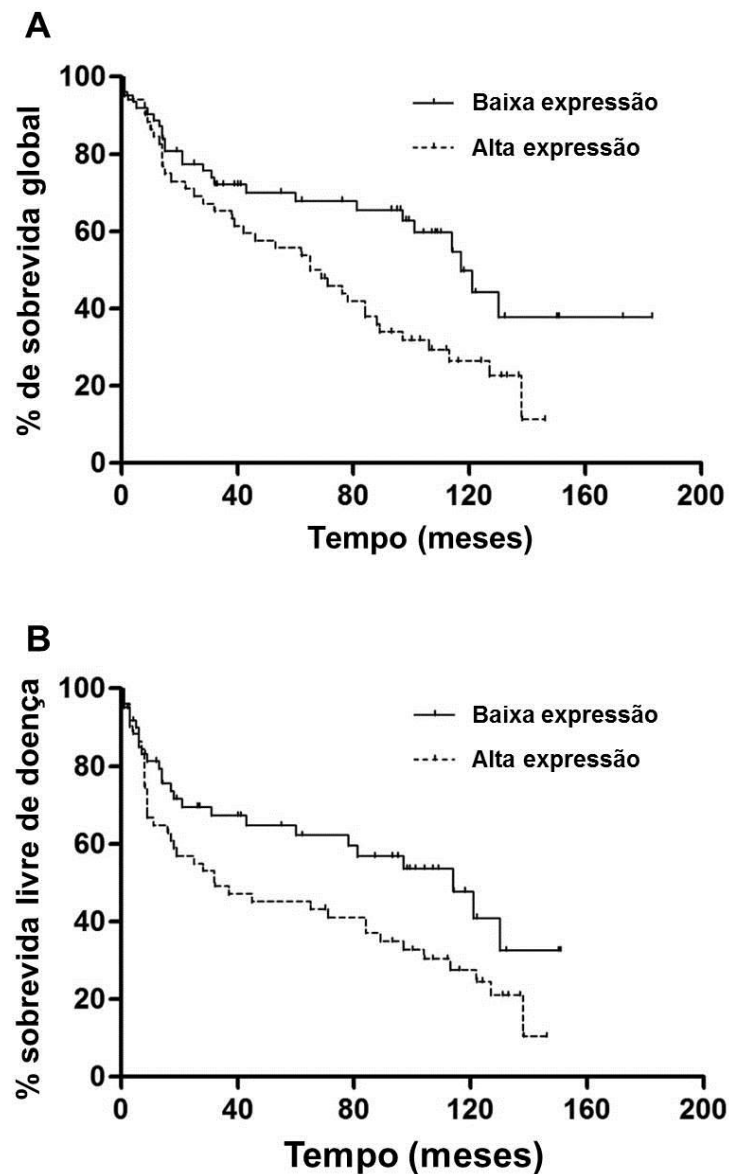 A
% de sobrevida global
100
80
60
40
20
0
Baixa expressão
Alta expressão
0 40 80 120 160 200
Tempo (meses)
B
% sobrevida livre de doença
100
80
60
40
20
0
Baixa expressão
Alta expressão
0 40 80 120 160 200
Tempo (meses)